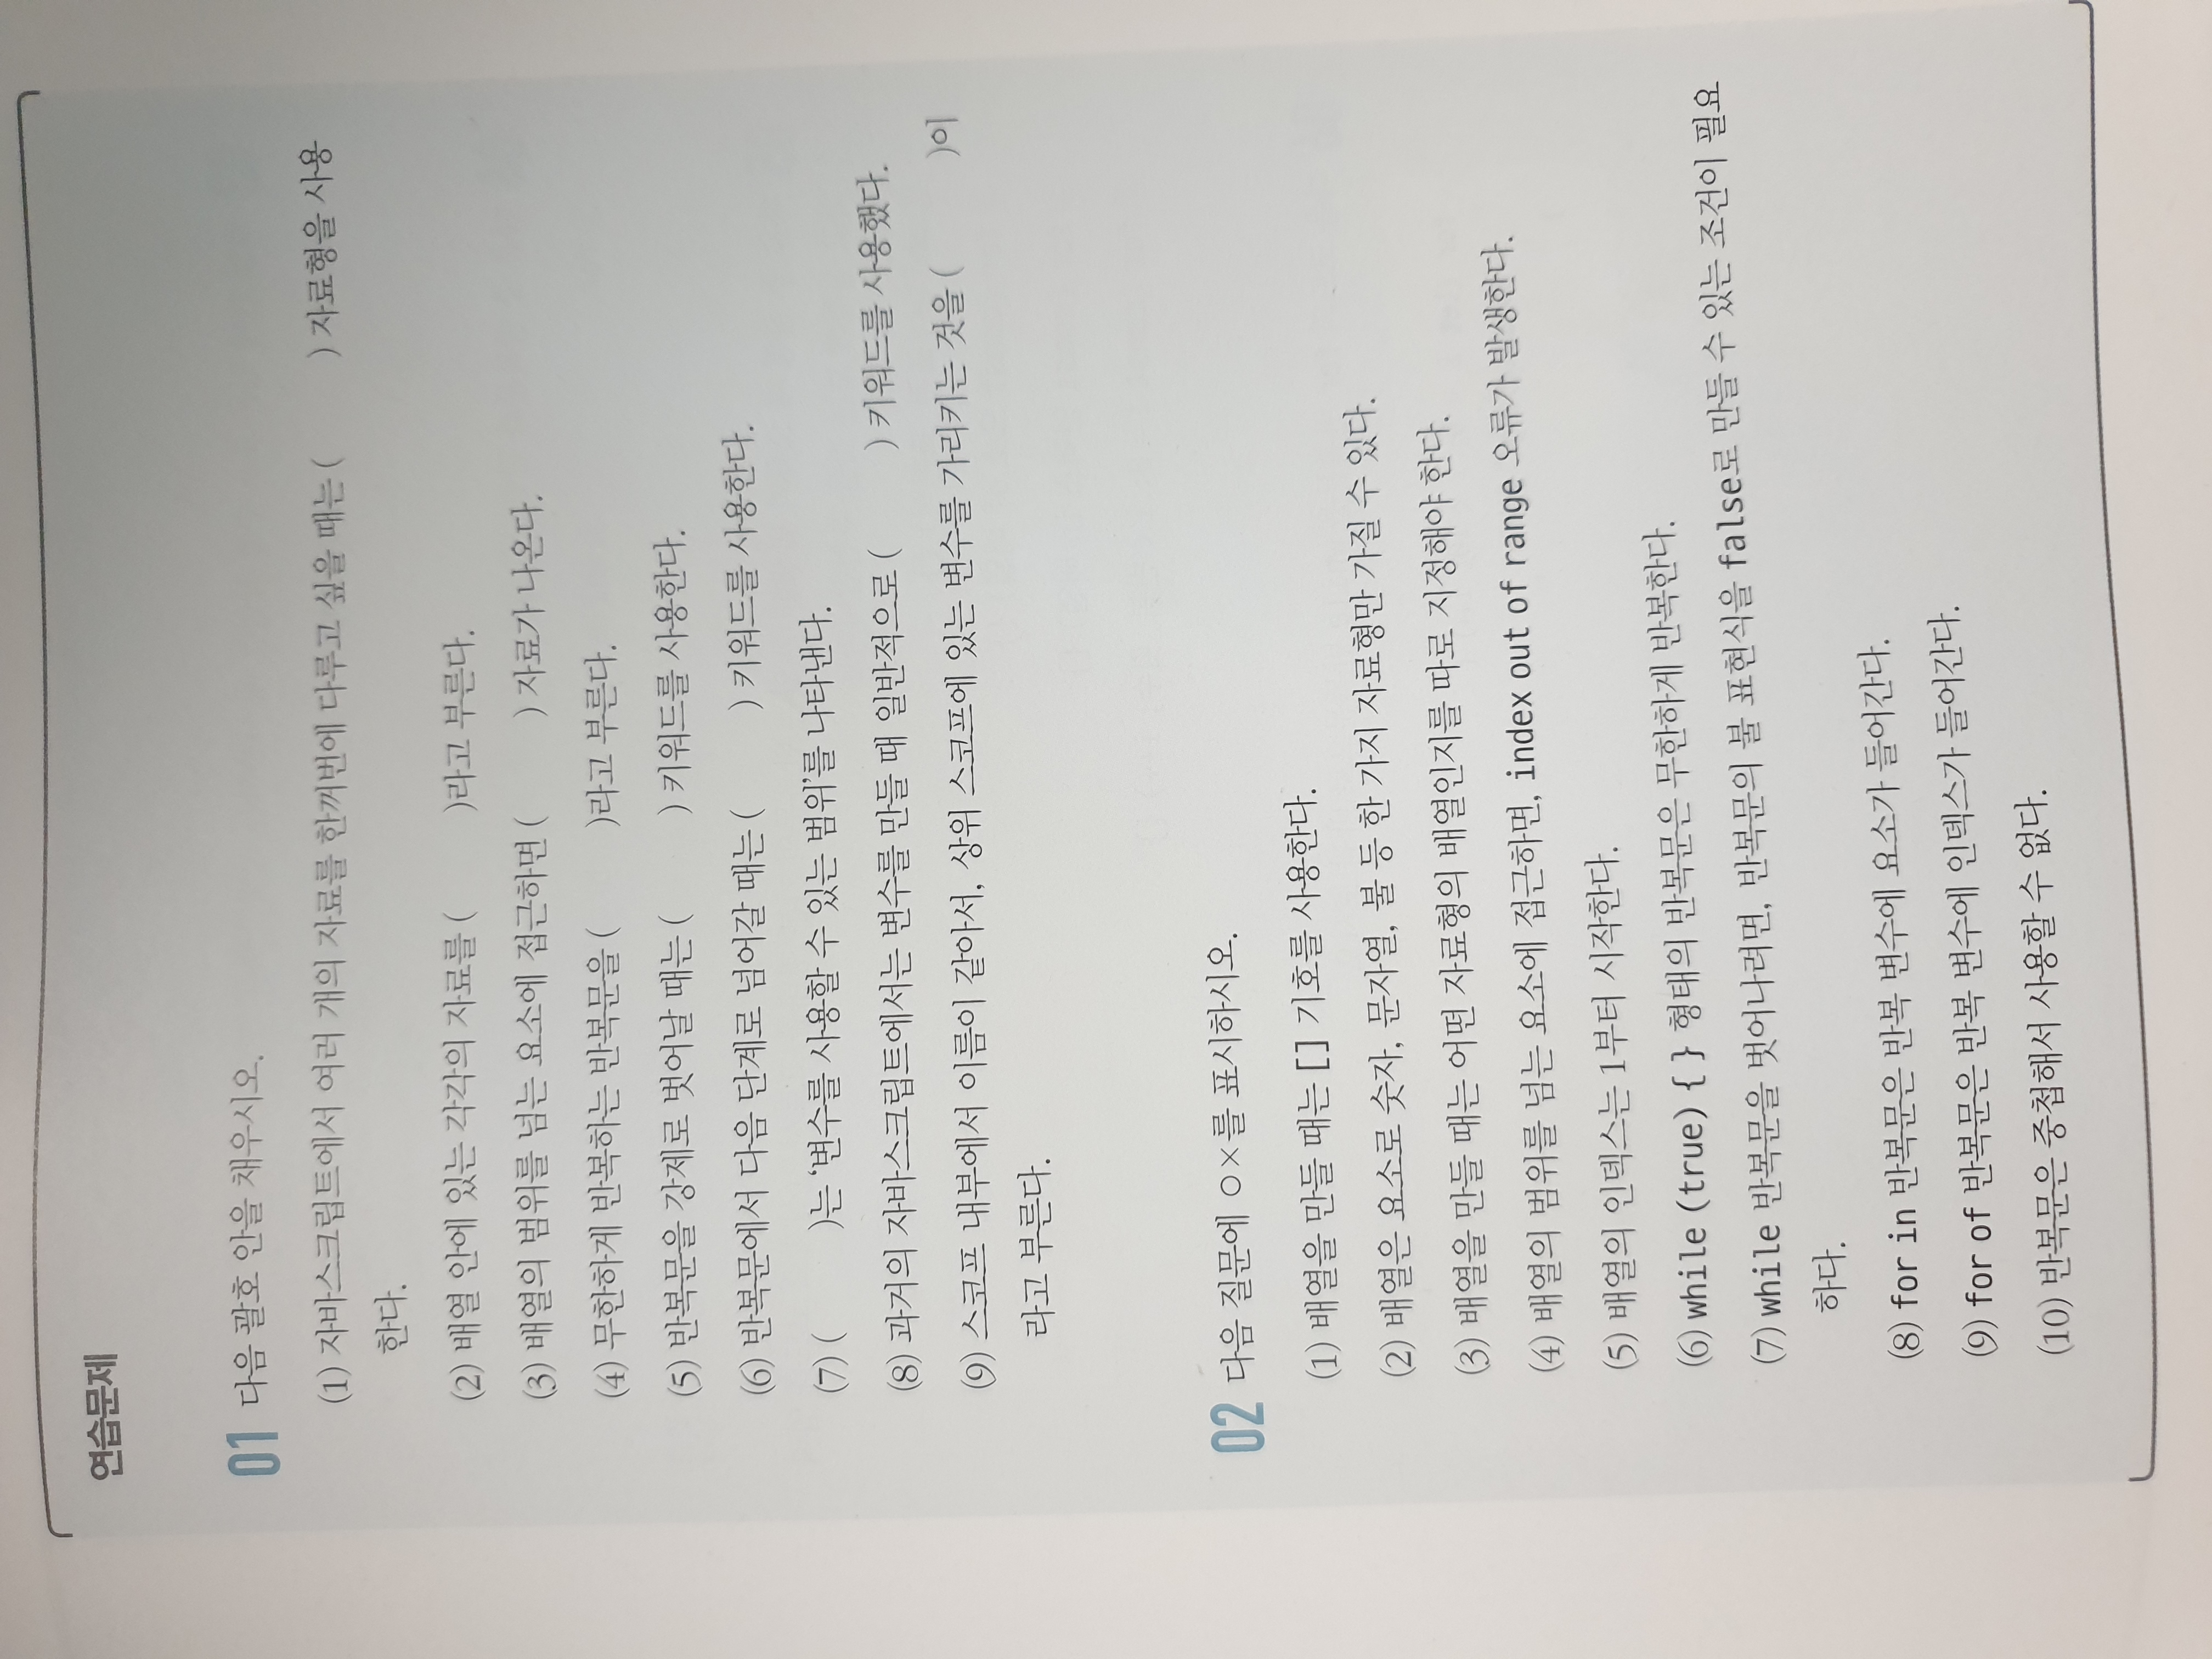 연습문제
01 다음 괄호 안을 채우시오.
(1) 자바스크립트에서 여러 개의 자료를 한꺼번에 다루고 싶을 때는 ( ) 자료형을 사용
한다.
(2) 배열 안에 있는 각각의 자료를 ( )라고 부른다.
(3) 배열의 범위를 넘는 요소에 접근하면 ( ) 자료가 나온다.
(4) 무한하게 반복하는 반복문을 ( )라고 부른다.
(5) 반복문을 강제로 벗어날 때는 ( ) 키워드를 사용한다.
(6) 반복문에서 다음 단계로 넘어갈 때는 ( ) 키워드를 사용한다.
(7) ( )는 ‘변수를 사용할 수 있는 범위’를 나타낸다.
(8) 과거의 자바스크립트에서는 변수를 만들 때 일반적으로 ( ) 키워드를 사용했다.
(9) 스코프 내부에서 이름이 같아서, 상위 스코프에 있는 변수를 가리키는 것을 ( )이
라고 부른다.
02 다음 질문에 ○×를 표시하시오.
(1) 배열을 만들 때는 [] 기호를 사용한다.
(2) 배열은 요소로 숫자, 문자열, 불 등 한 가지 자료형만 가질 수 있다.
(3) 배열을 만들 때는 어떤 자료형의 배열인지를 따로 지정해야 한다.
(4) 배열의 범위를 넘는 요소에 접근하면, index out of range 오류가 발생한다.
(5) 배열의 인덱스는 1부터 시작한다.
(6) while (true) { } 형태의 반복문은 무한하게 반복한다.
(7) while 반복문을 벗어나려면, 반복문의 불 표현식을 false로 만들 수 있는 조건이 필요
하다.
(8) for in 반복문은 반복 변수에 요소가 들어간다.
(9) for of 반복문은 반복 변수에 인덱스가 들어간다.
(10) 반복문은 중첩해서 사용할 수 없다.